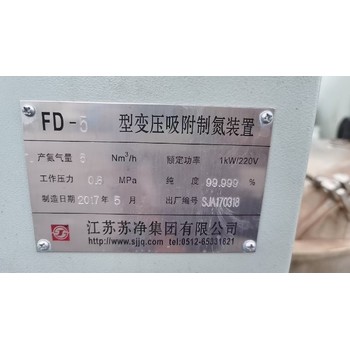 FD-5 型变压吸附制氮装置
产氮气量 5 Nm³/h 额定功率 1kW/220V
工作压力 0.8 MPa 纯 度 99.999 %
制造日期 2017年 5 月 出厂编号 SJA170318
江苏苏净集团有限公司
http://www.sjjq.com tel:0512-65331621